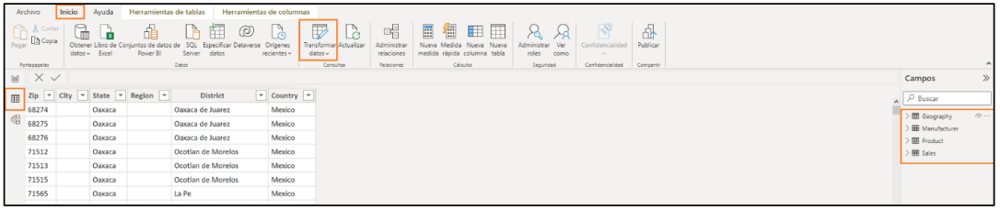 Archivo Inicio Ayuda Herramientas de tablas Herramientas de columnas
Pegar Cortar Copia
Obtener datos Libro de Excel Conjuntos de datos de Power BI SQL Server Especificar datos Dataverse Orígenes recientes
Transformar datos Actualizar
Administrar relaciones
Nueva medida Medida rápida Nueva columna Nueva tabla
Administrar roles Ver como
Confidencialidad
Publicar
Portapapeles Datos Consultas Relaciones Cálculos Seguridad Confidencialidad Compartir
Campos
Buscar
Geography
Manufacturer
Product
Sales
Zip City State Region District Country
68274 Oaxaca Oaxaca de Juarez Mexico
68275 Oaxaca Oaxaca de Juarez Mexico
68276 Oaxaca Oaxaca de Juarez Mexico
71512 Oaxaca Ocotlan de Morelos Mexico
71513 Oaxaca Ocotlan de Morelos Mexico
71515 Oaxaca Ocotlan de Morelos Mexico
71565 Oaxaca La Pe Mexico